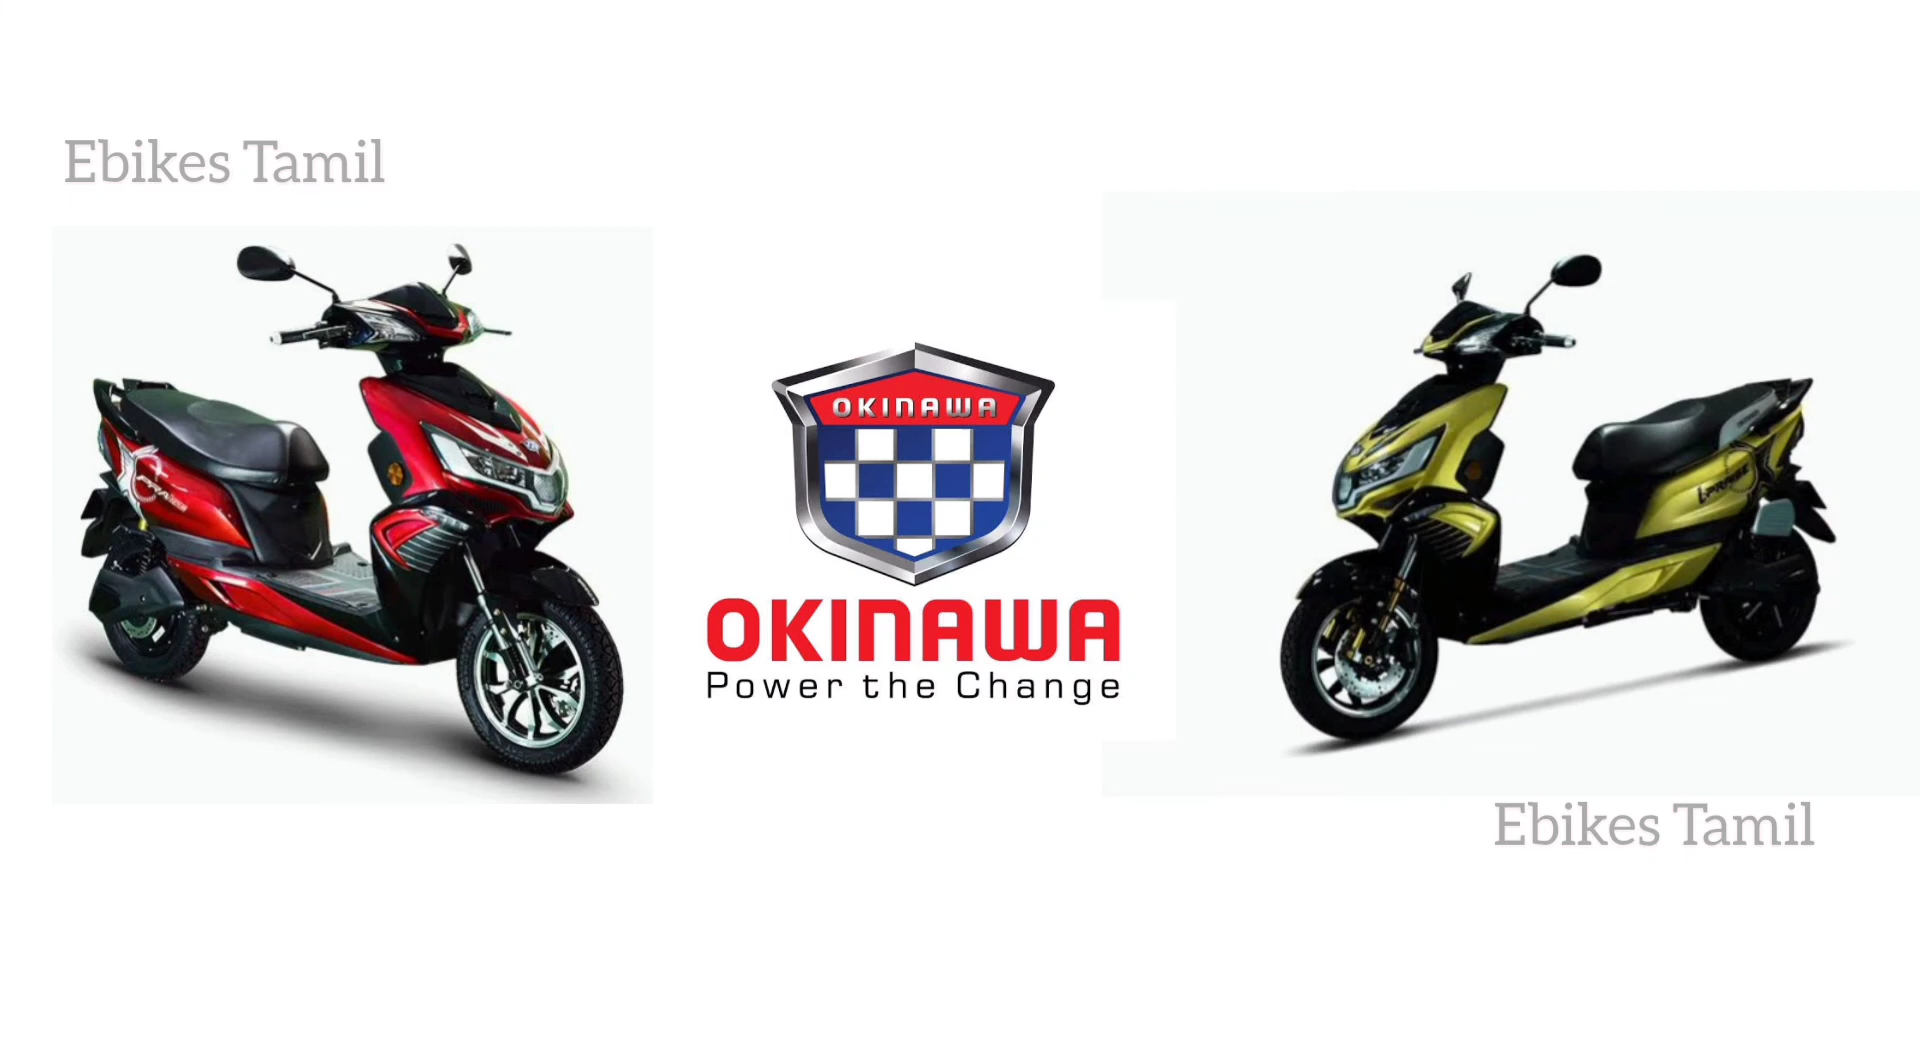 Ebikes Tamil
OKINAWA
OKINAWA
Power the Change
Ebikes Tamil